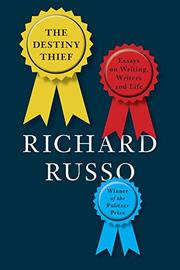 THE
DESTINY
THIEF
Essays
on Writing,
Writers
and Life
RICHARD
RUSSO
Winner
of the
Pulitzer
Prize